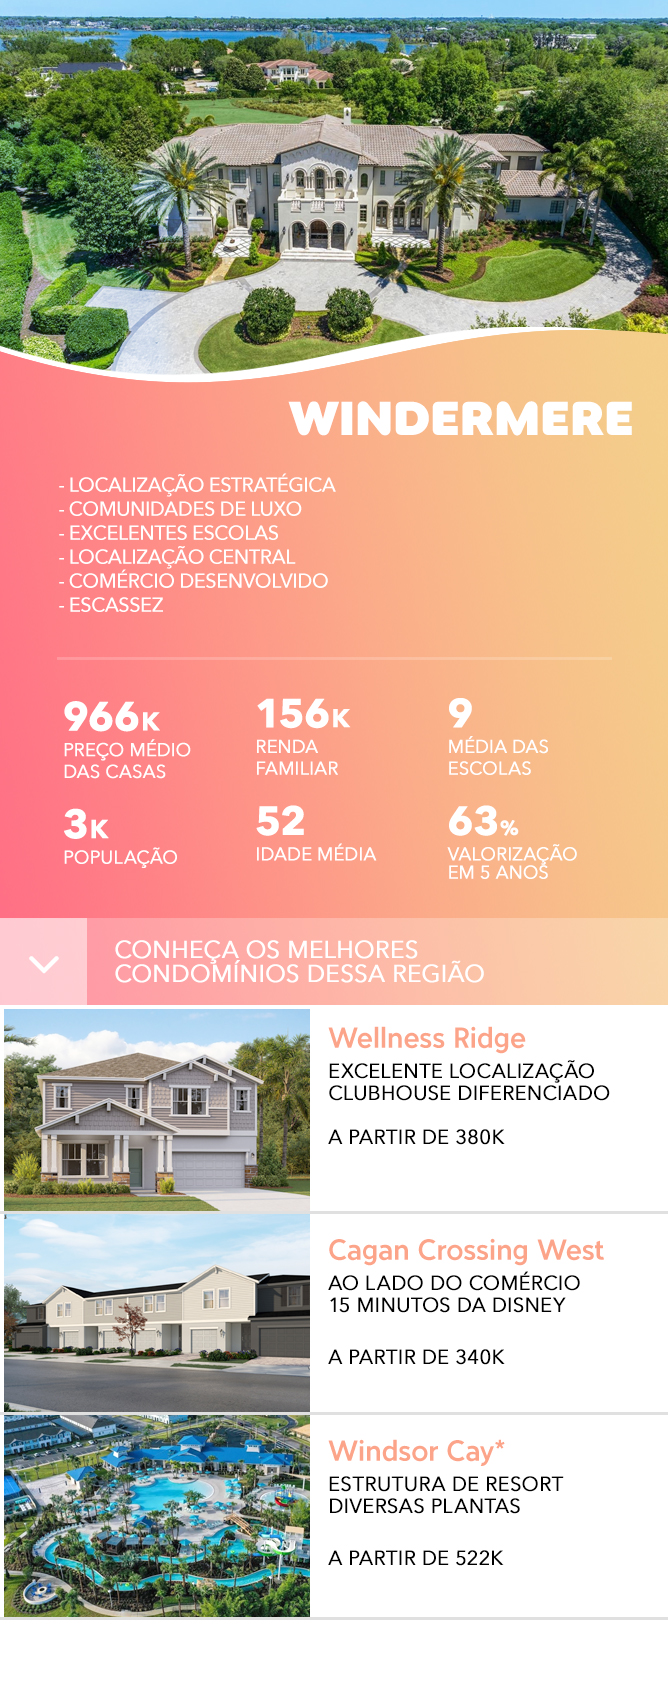 WINDERMERE
- LOCALIZAÇÃO ESTRATÉGICA
- COMUNIDADES DE LUXO
- EXCELENTES ESCOLAS
- LOCALIZAÇÃO CENTRAL
- COMÉRCIO DESENVOLVIDO
- ESCASSEZ
966K
PREÇO MÉDIO
DAS CASAS
156K
RENDA
FAMILIAR
9
MÉDIA DAS
ESCOLAS
3K
POPULAÇÃO
52
IDADE MÉDIA
63%
VALORIZAÇÃO
EM 5 ANOS
CONHEÇA OS MELHORES
CONDOMÍNIOS DESSA REGIÃO
Wellness Ridge
EXCELENTE LOCALIZAÇÃO
CLUBHOUSE DIFERENCIADO
A PARTIR DE 380K
Cagan Crossing West
AO LADO DO COMÉRCIO
15 MINUTOS DA DISNEY
A PARTIR DE 340K
Windsor Cay*
ESTRUTURA DE RESORT
DIVERSAS PLANTAS
A PARTIR DE 522K